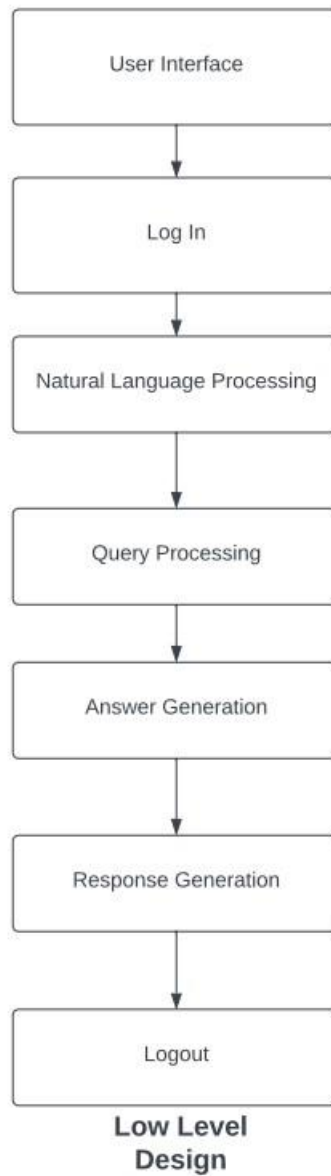 User Interface
Log In
Natural Language Processing
Query Processing
Answer Generation
Response Generation
Logout
Low Level
Design